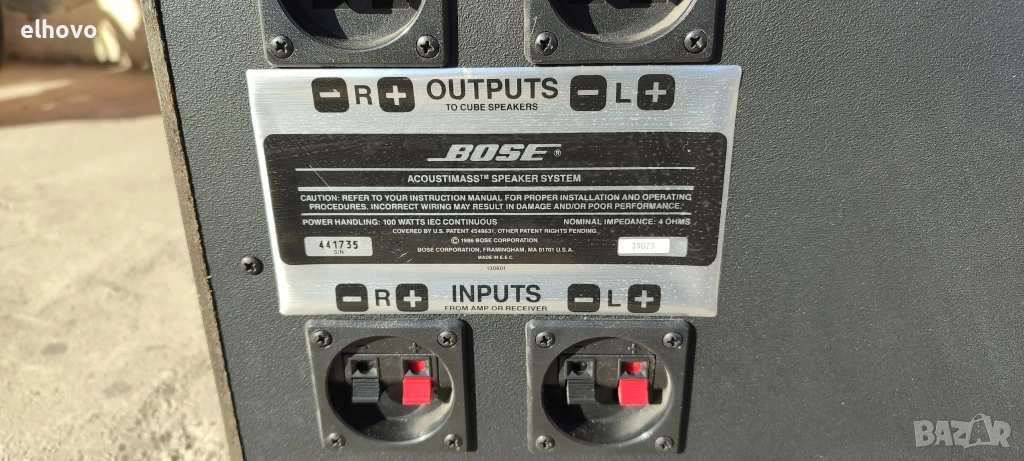 elhovo
− R + OUTPUTS − L +
TO CUBE SPEAKERS
BOSE ®
ACOUSTIMASS™ SPEAKER SYSTEM
CAUTION: REFER TO YOUR INSTRUCTION MANUAL FOR PROPER INSTALLATION AND OPERATING
PROCEDURES. INCORRECT WIRING MAY RESULT IN DAMAGE AND/OR POOR PERFORMANCE.
POWER HANDLING: 100 WATTS IEC CONTINUOUS NOMINAL IMPEDANCE: 4 OHMS
COVERED BY U.S. PATENT 4549631, OTHER PATENT RIGHTS PENDING.
© 1986 BOSE CORPORATION
441735 BOSE CORPORATION, FRAMINGHAM, MA 01701 U.S.A. 39023
S/N MADE IN E.E.C.
130601
− R + INPUTS − L +
FROM AMP OR RECEIVER
BAZAR